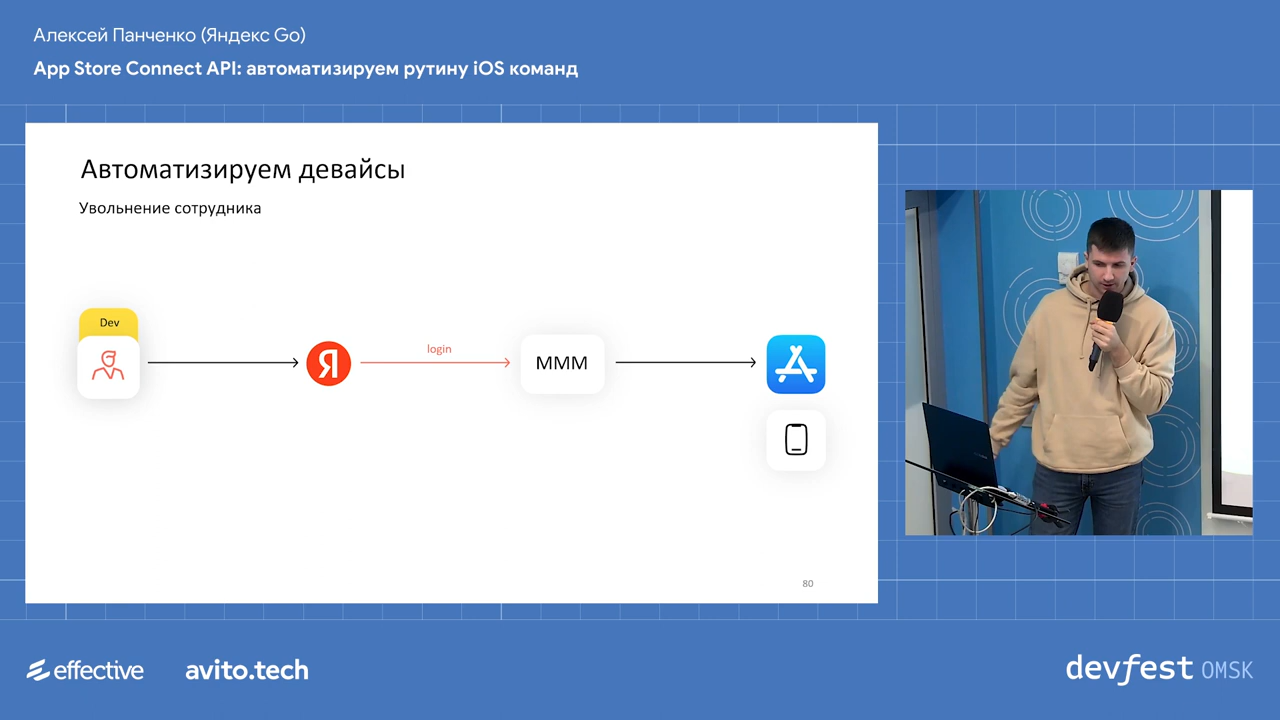 Алексей Панченко (Яндекс Go)
App Store Connect API: автоматизируем рутину iOS команд
Автоматизируем девайсы
Увольнение сотрудника
Dev
Я
login
МММ
80
effective
avito.tech
devfest OMSK